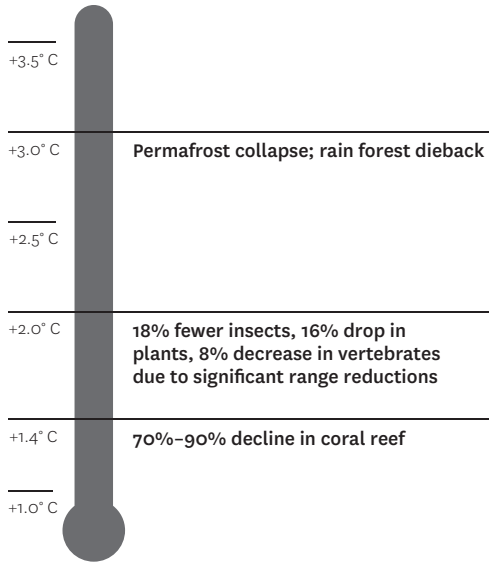 +3.5° C
+3.0° C
Permafrost collapse; rain forest dieback
+2.5° C
+2.0° C
18% fewer insects, 16% drop in
plants, 8% decrease in vertebrates
due to significant range reductions
+1.4° C
70%–90% decline in coral reef
+1.0° C